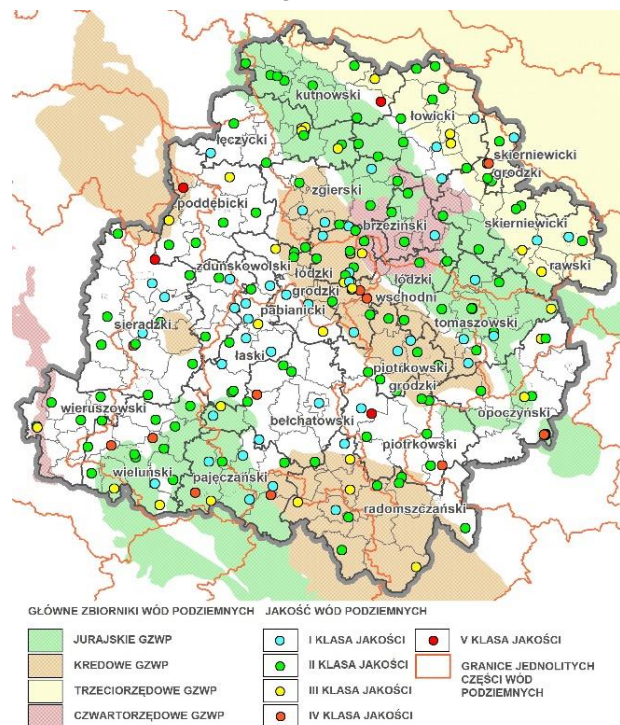 kutnowski
łowicki
łęczycki
skierniewicki
grodzki
zgierski
poddębicki
brzeziński
skierniewicki
rawski
zduńskowolski
łódzki
grodzki
łódzki
wschodni
pabianicki
sieradzki
tomaszowski
łaski
piotrkowski
grodzki
wieruszowski
opoczyński
bełchatowski
piotrkowski
wieluński
pajęczański
radomszczański
GŁÓWNE ZBIORNIKI WÓD PODZIEMNYCH JAKOŚĆ WÓD PODZIEMNYCH
JURAJSKIE GZWP
I KLASA JAKOŚCI
V KLASA JAKOŚCI
KREDOWE GZWP
II KLASA JAKOŚCI
GRANICE JEDNOLITYCH
CZĘŚCI WÓD
PODZIEMNYCH
TRZECIORZĘDOWE GZWP
III KLASA JAKOŚCI
CZWARTORZĘDOWE GZWP
IV KLASA JAKOŚCI